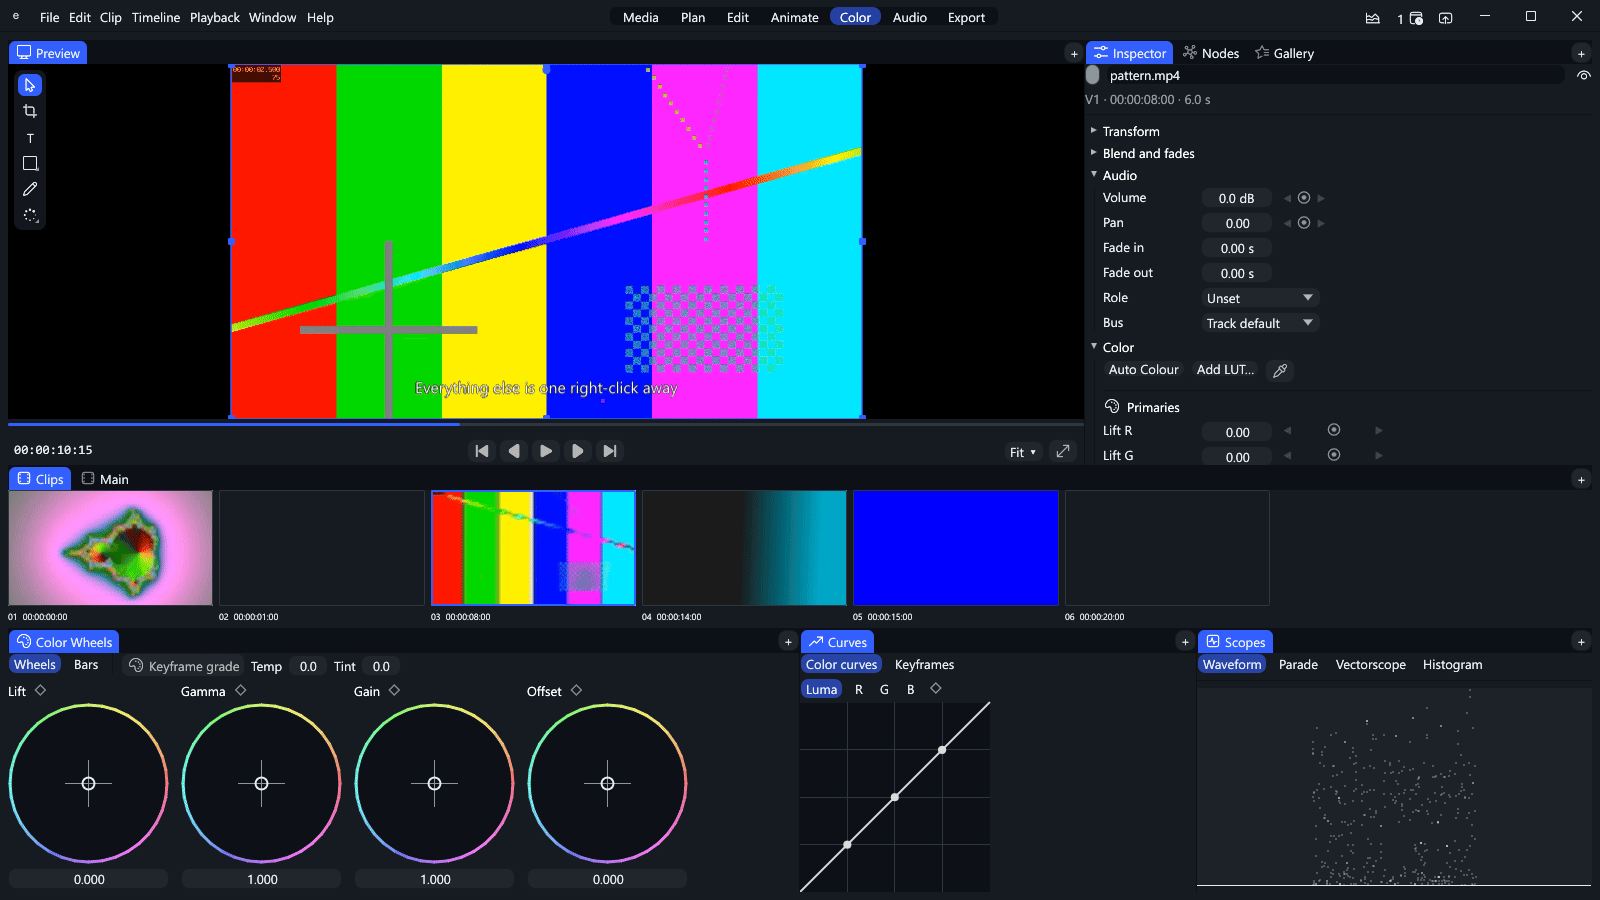 e File Edit Clip Timeline Playback Window Help
Media Plan Edit Animate Color Audio Export
1
Preview
Inspector Nodes Gallery
00:00:02.500
75
T
Everything else is one right-click away
00:00:10:15
Fit
pattern.mp4
V1 · 00:00:08:00 · 6.0 s
Transform
Blend and fades
Audio
Volume 0.0 dB
Pan 0.00
Fade in 0.00 s
Fade out 0.00 s
Role Unset
Bus Track default
Color
Auto Colour Add LUT...
Primaries
Lift R 0.00
Lift G 0.00
Clips Main
01 00:00:00:00
02 00:00:01:00
03 00:00:08:00
04 00:00:14:00
05 00:00:15:00
06 00:00:20:00
Color Wheels
Wheels Bars Keyframe grade Temp 0.0 Tint 0.0
Lift Gamma Gain Offset
0.000 1.000 1.000 0.000
Curves
Color curves Keyframes
Luma R G B
Scopes
Waveform Parade Vectorscope Histogram